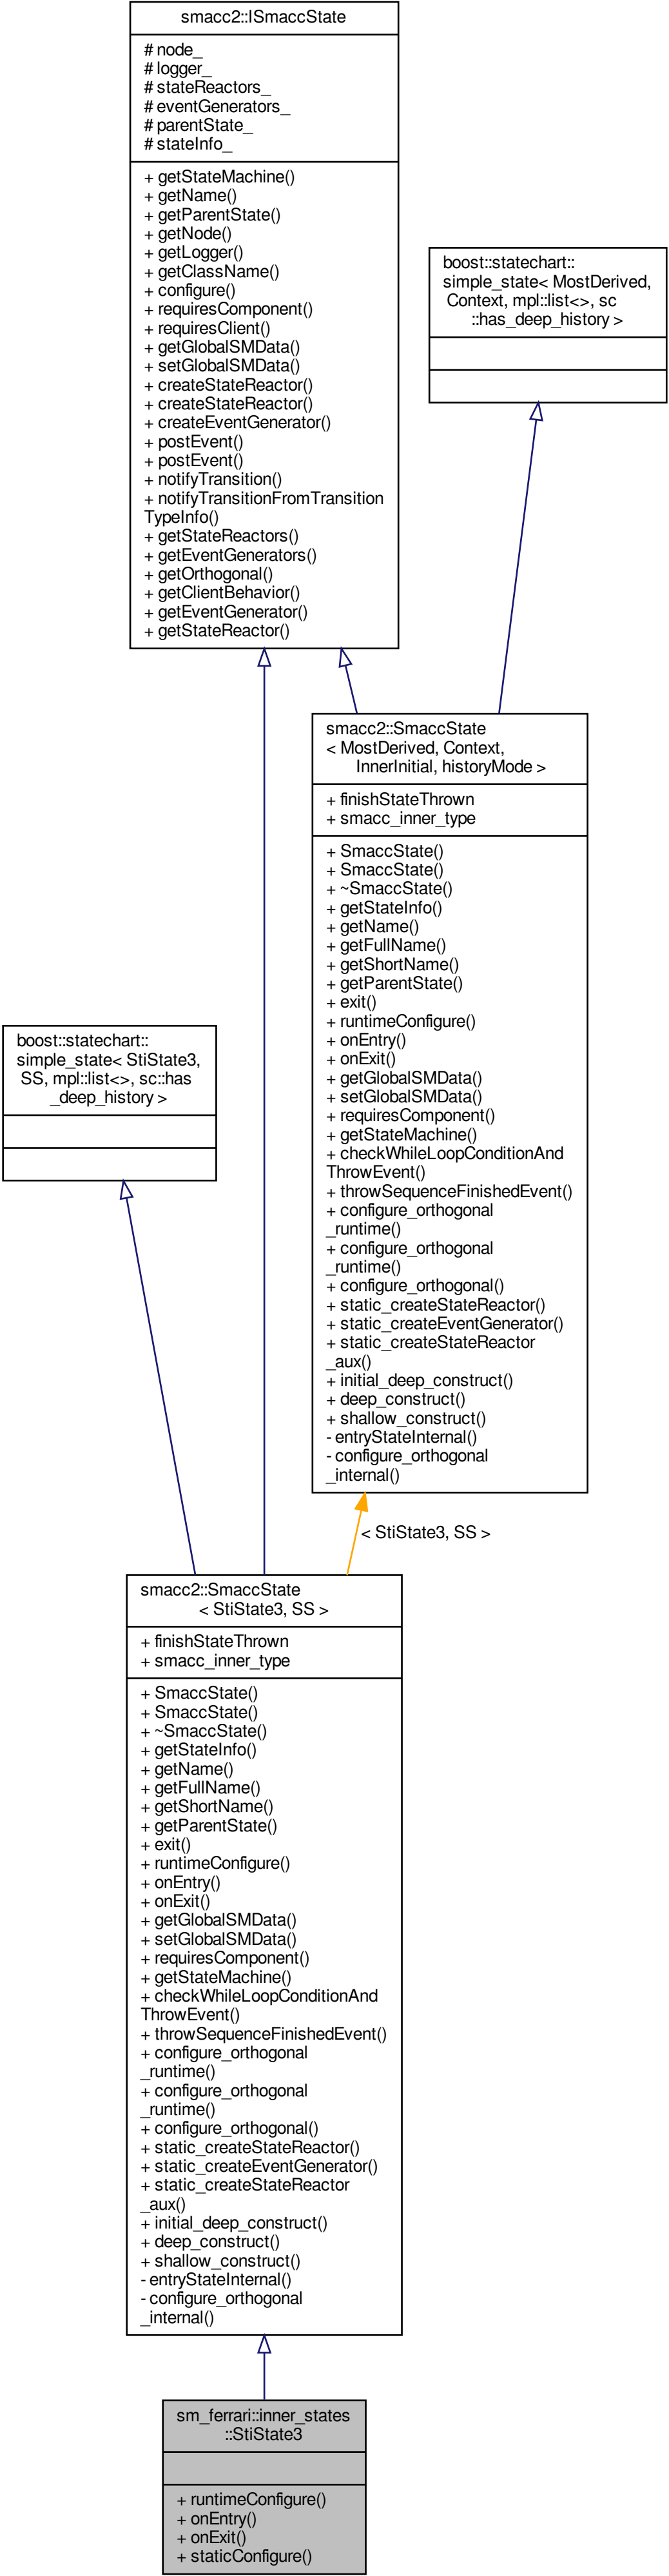 smacc2::ISmaccState
# node_
# logger_
# stateReactors_
# eventGenerators_
# parentState_
# stateInfo_
+ getStateMachine()
+ getName()
+ getParentState()
+ getNode()
+ getLogger()
+ getClassName()
+ configure()
+ requiresComponent()
+ requiresClient()
+ getGlobalSMData()
+ setGlobalSMData()
+ createStateReactor()
+ createStateReactor()
+ createEventGenerator()
+ postEvent()
+ postEvent()
+ notifyTransition()
+ notifyTransitionFromTransition
TypeInfo()
+ getStateReactors()
+ getEventGenerators()
+ getOrthogonal()
+ getClientBehavior()
+ getEventGenerator()
+ getStateReactor()
boost::statechart::
simple_state< MostDerived,
Context, mpl::list<>, sc
::has_deep_history >
smacc2::SmaccState
< MostDerived, Context,
InnerInitial, historyMode >
+ finishStateThrown
+ smacc_inner_type
+ SmaccState()
+ SmaccState()
+ ~SmaccState()
+ getStateInfo()
+ getName()
+ getFullName()
+ getShortName()
+ getParentState()
+ exit()
+ runtimeConfigure()
+ onEntry()
+ onExit()
+ getGlobalSMData()
+ setGlobalSMData()
+ requiresComponent()
+ getStateMachine()
+ checkWhileLoopConditionAnd
ThrowEvent()
+ throwSequenceFinishedEvent()
+ configure_orthogonal
_runtime()
+ configure_orthogonal
_runtime()
+ configure_orthogonal()
+ static_createStateReactor()
+ static_createEventGenerator()
+ static_createStateReactor
_aux()
+ initial_deep_construct()
+ deep_construct()
+ shallow_construct()
- entryStateInternal()
- configure_orthogonal
_internal()
boost::statechart::
simple_state< StiState3,
SS, mpl::list<>, sc::has
_deep_history >
< StiState3, SS >
smacc2::SmaccState
< StiState3, SS >
+ finishStateThrown
+ smacc_inner_type
+ SmaccState()
+ SmaccState()
+ ~SmaccState()
+ getStateInfo()
+ getName()
+ getFullName()
+ getShortName()
+ getParentState()
+ exit()
+ runtimeConfigure()
+ onEntry()
+ onExit()
+ getGlobalSMData()
+ setGlobalSMData()
+ requiresComponent()
+ getStateMachine()
+ checkWhileLoopConditionAnd
ThrowEvent()
+ throwSequenceFinishedEvent()
+ configure_orthogonal
_runtime()
+ configure_orthogonal
_runtime()
+ configure_orthogonal()
+ static_createStateReactor()
+ static_createEventGenerator()
+ static_createStateReactor
_aux()
+ initial_deep_construct()
+ deep_construct()
+ shallow_construct()
- entryStateInternal()
- configure_orthogonal
_internal()
sm_ferrari::inner_states
::StiState3
+ runtimeConfigure()
+ onEntry()
+ onExit()
+ staticConfigure()